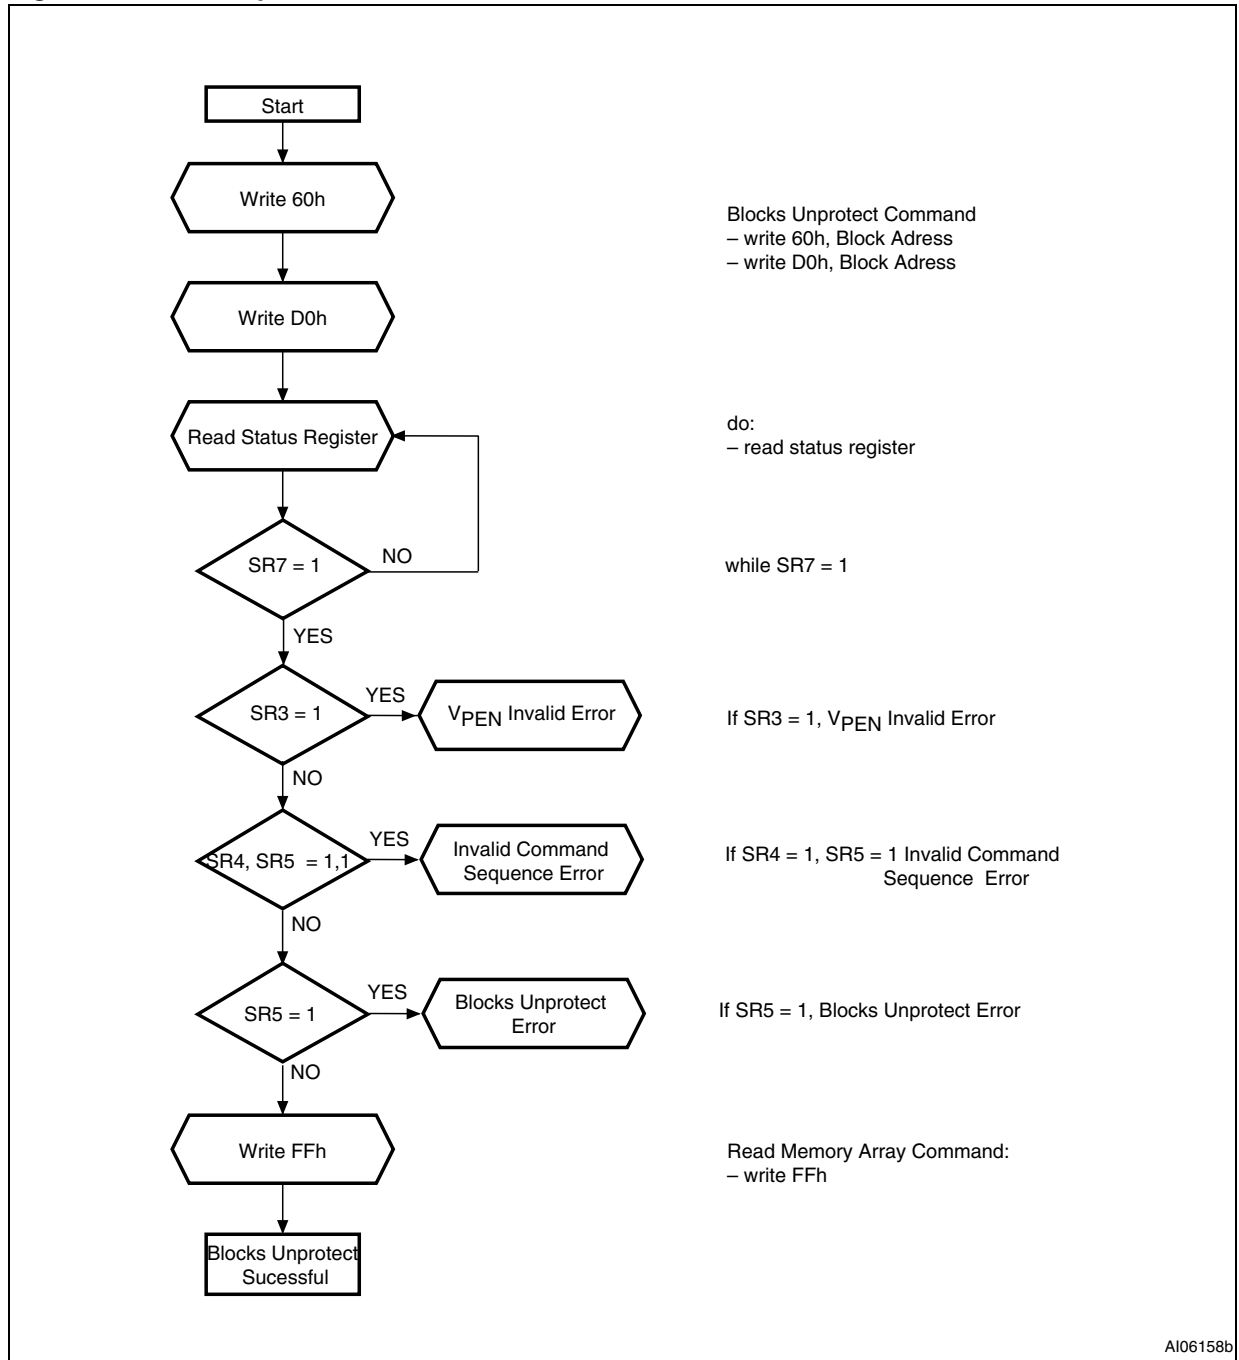 Start
Write 60h
Blocks Unprotect Command
– write 60h, Block Adress
– write D0h, Block Adress
Write D0h
Read Status Register
do:
– read status register
SR7 = 1
NO
while SR7 = 1
YES
SR3 = 1
YES
VPEN Invalid Error
If SR3 = 1, VPEN Invalid Error
NO
SR4, SR5 = 1,1
YES
Invalid Command
Sequence Error
If SR4 = 1, SR5 = 1 Invalid Command
Sequence Error
NO
SR5 = 1
YES
Blocks Unprotect
Error
If SR5 = 1, Blocks Unprotect Error
NO
Write FFh
Read Memory Array Command:
– write FFh
Blocks Unprotect
Sucessful
AI06158b